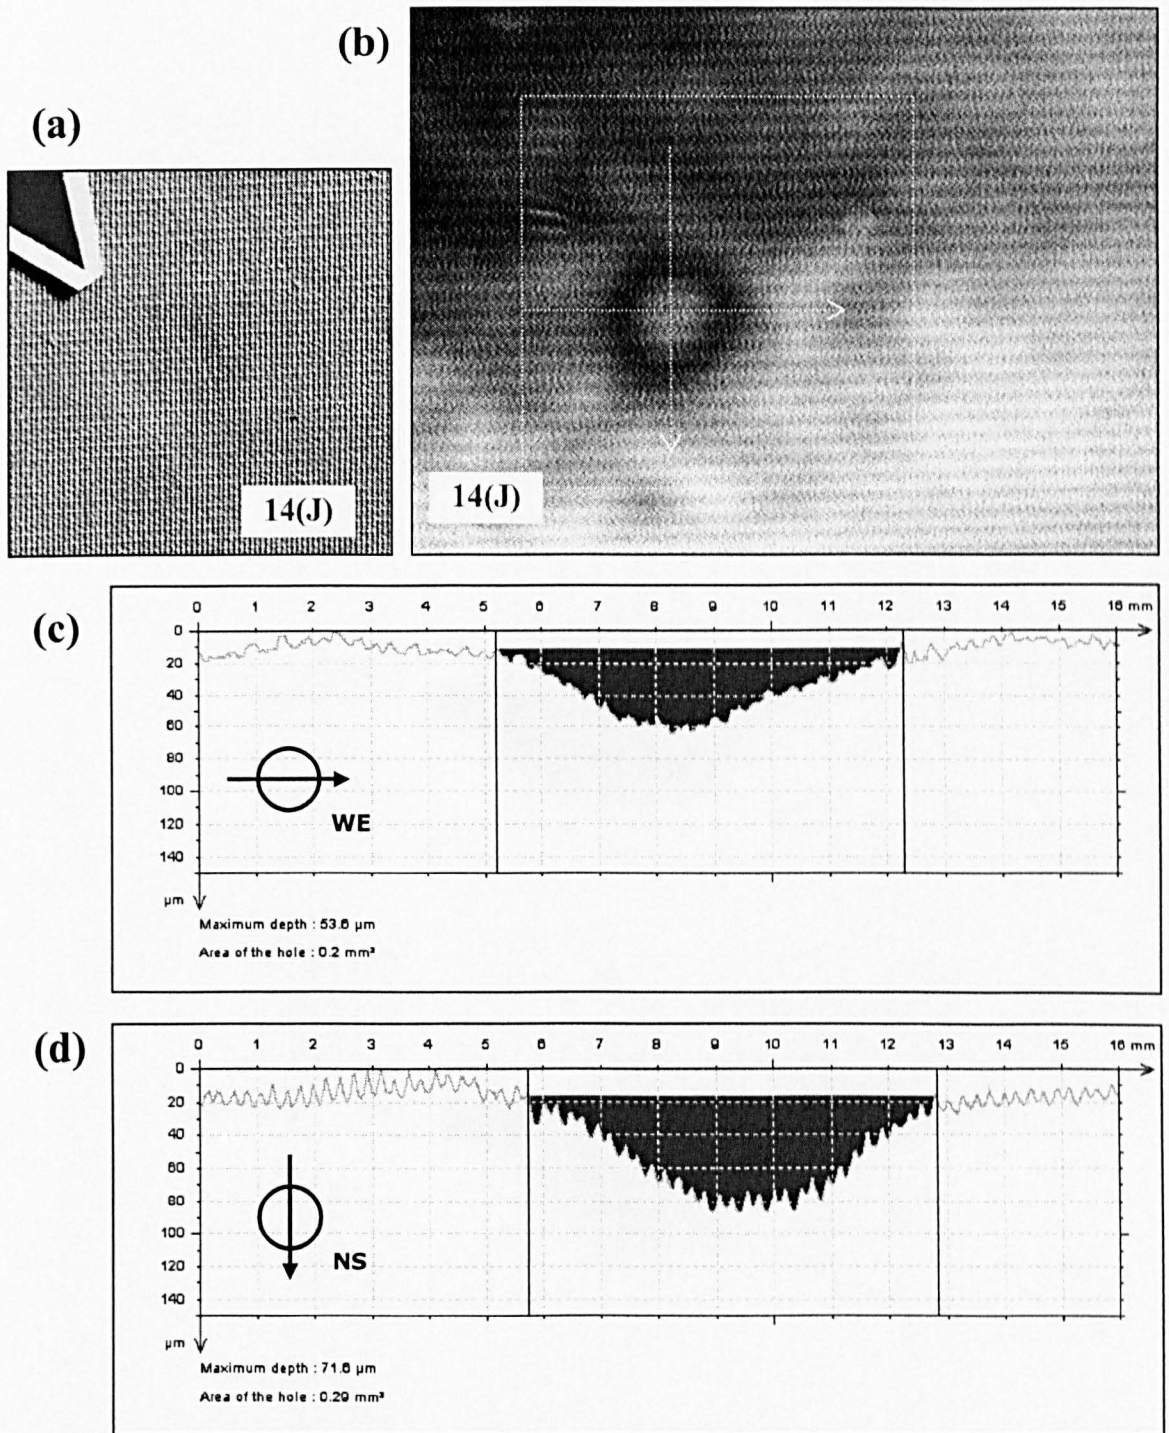 (a)
14(J)
(b)
14(J)
(c)
0 1 2 3 4 5 6 7 8 9 10 11 12 13 14 15 16 mm
0
20
40
60
80
100
120
140
µm
WE
Maximum depth : 53.6 µm
Area of the hole : 0.2 mm²
(d)
0 1 2 3 4 5 6 7 8 9 10 11 12 13 14 15 16 mm
0
20
40
60
80
100
120
140
µm
NS
Maximum depth : 71.6 µm
Area of the hole : 0.29 mm²